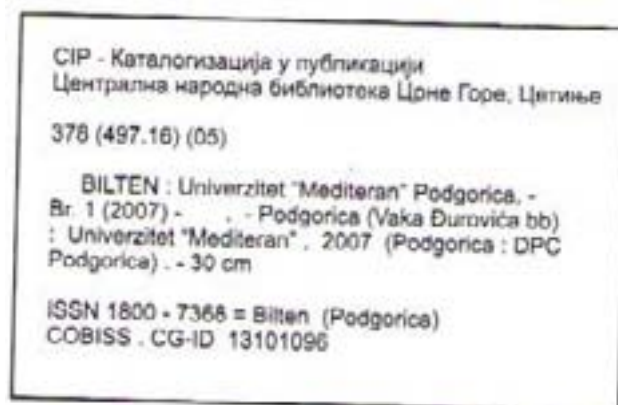 CIP - Каталогизација у публикацији
Централна народна библиотека Црне Горе, Цетиње
378 (497.16) (05)
BILTEN : Univerzitet "Mediteran" Podgorica. -
Br. 1 (2007) - . - Podgorica (Vaka Đurovića bb)
: Univerzitet "Mediteran" . 2007 (Podgorica : DPC
Podgorica) . - 30 cm
ISSN 1800 - 7368 = Bilten (Podgorica)
COBISS . CG-ID 13101096